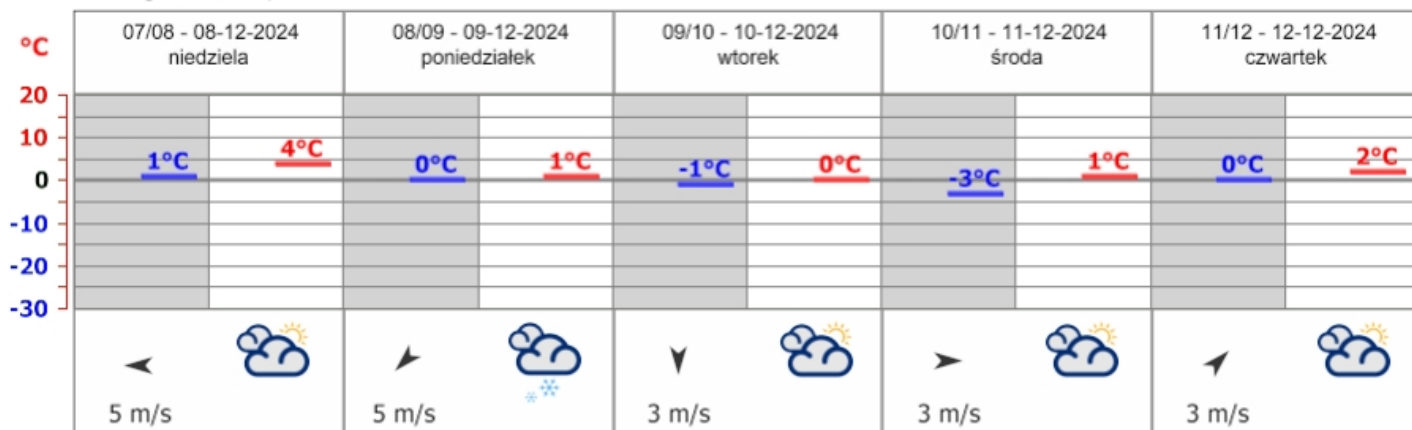 °C
07/08 - 08-12-2024
niedziela
08/09 - 09-12-2024
poniedziałek
09/10 - 10-12-2024
wtorek
10/11 - 11-12-2024
środa
11/12 - 12-12-2024
czwartek
20
10
0
-10
-20
-30
1°C
4°C
0°C
1°C
-1°C
0°C
-3°C
1°C
0°C
2°C
5 m/s
5 m/s
3 m/s
3 m/s
3 m/s